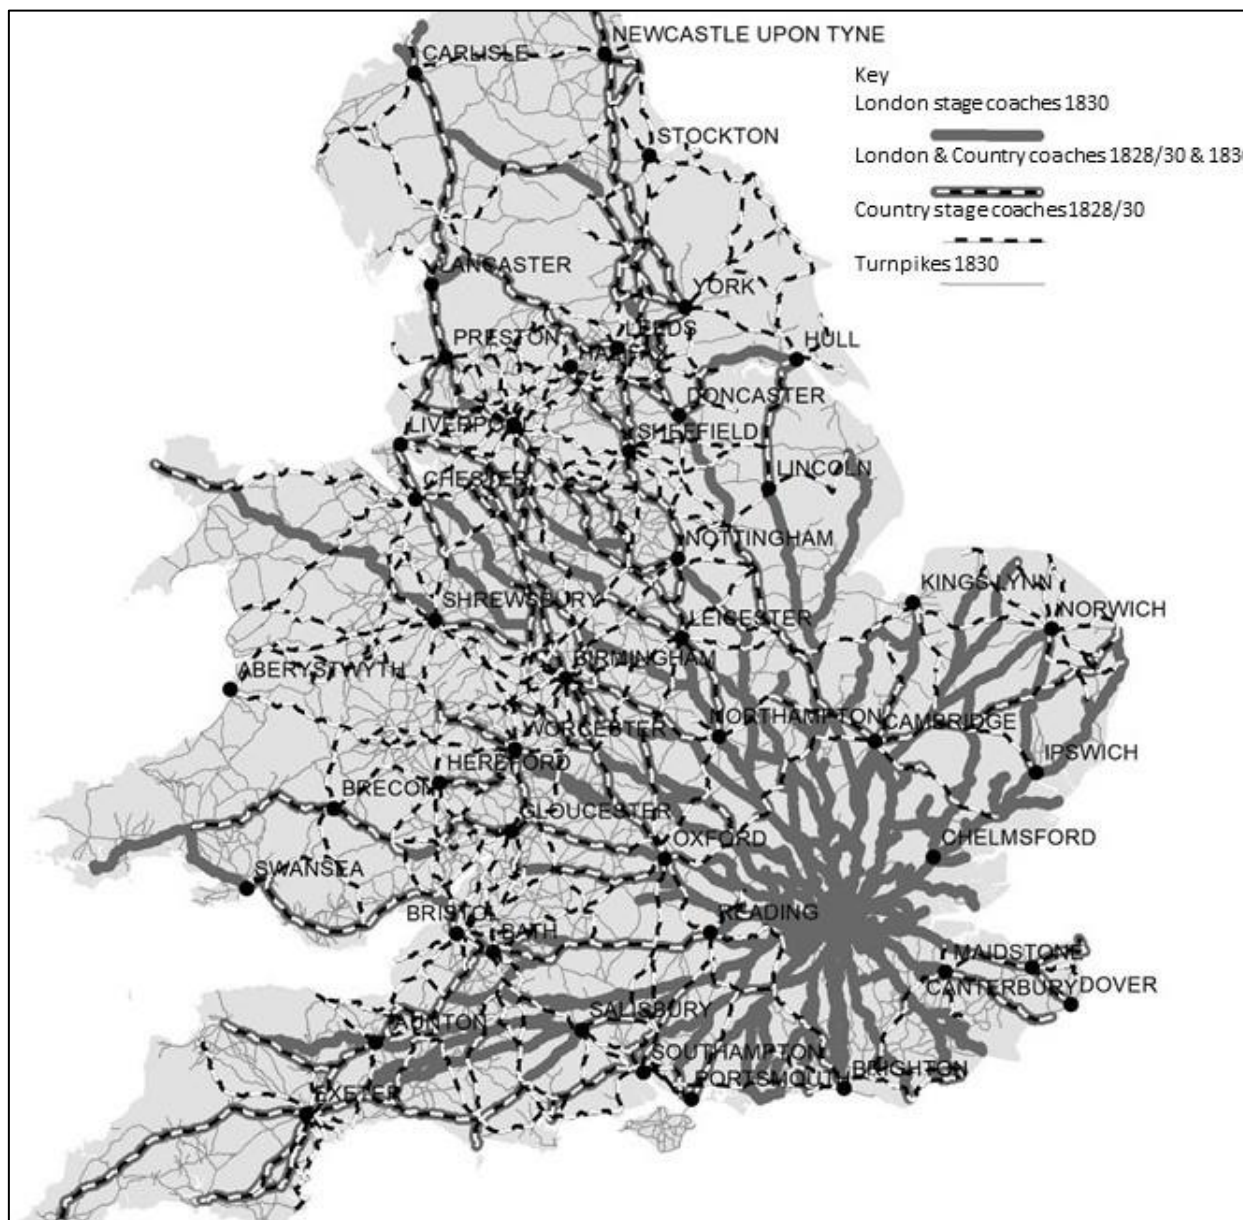 NEWCASTLE UPON TYNE
CARLISLE
Key
London stage coaches 1830
STOCKTON
London & Country coaches 1828/30 & 183
Country stage coaches 1828/30
Turnpikes 1830
LANCASTER
YORK
PRESTON
LEEDS
HULL
DONCASTER
LIVERPOOL
SHEFFIELD
LINCOLN
CHESTER
NOTTINGHAM
KINGS LYNN
SHREWSBURY
NORWICH
LEISESTER
BIRMINGHAM
ABERYSTWYTH
NORTHAMPTON
CAMBRIDGE
WORCESTER
HEREFORD
IPSWICH
BRECON
GLOUCESTER
OXFORD
CHELMSFORD
SWANSEA
BRISTOL
READING
BATH
MAIDSTONE
CANTERBURY
DOVER
SALISBURY
TAUNTON
SOUTHAMPTON
BRIGHTON
PORTSMOUTH
EXETER